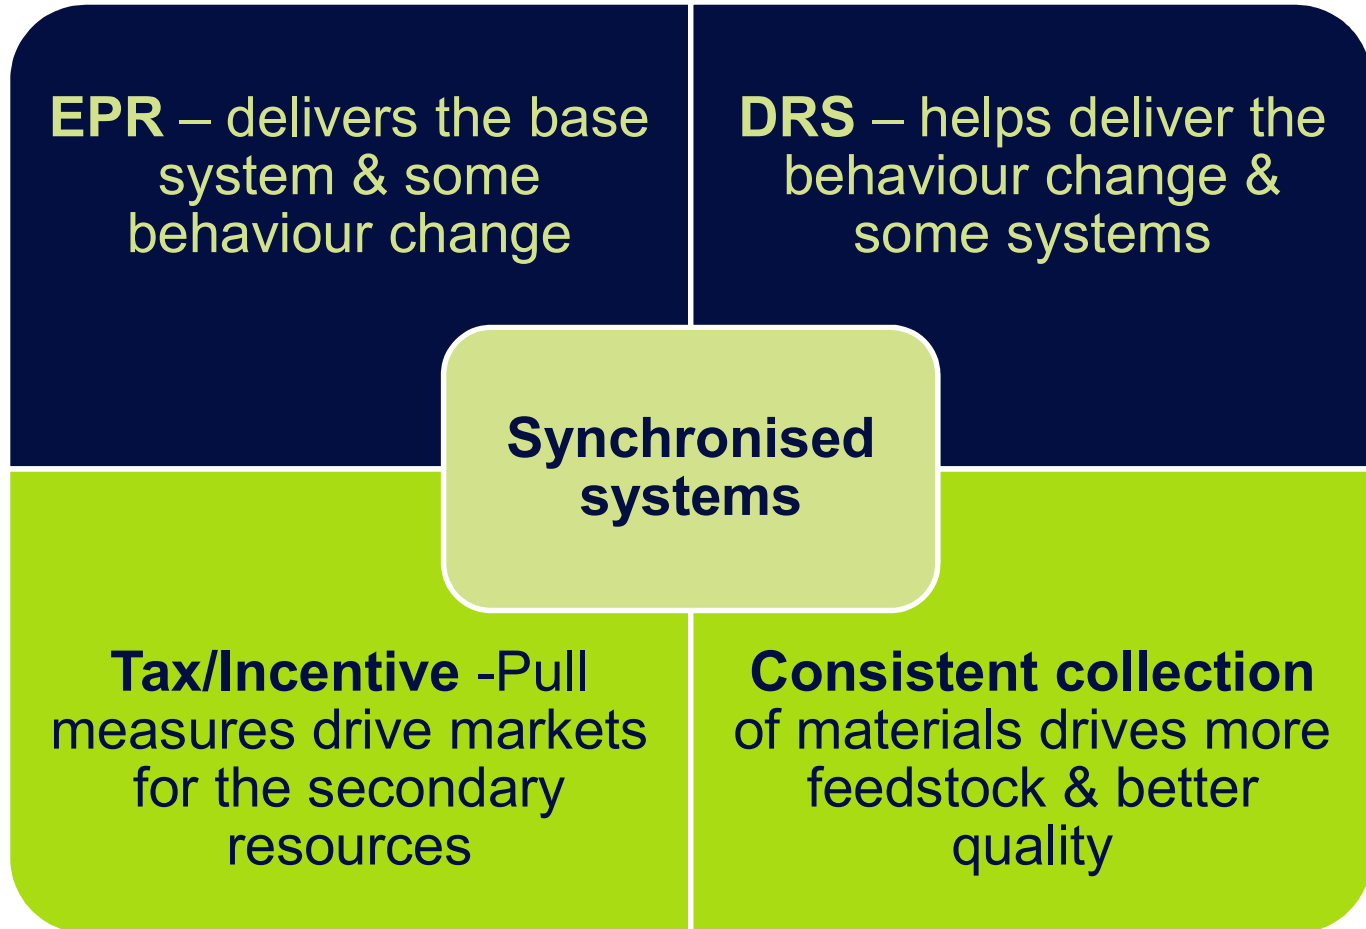 EPR – delivers the base
system & some
behaviour change
DRS – helps deliver the
behaviour change &
some systems
Synchronised
systems
Tax/Incentive -Pull
measures drive markets
for the secondary
resources
Consistent collection
of materials drives more
feedstock & better
quality